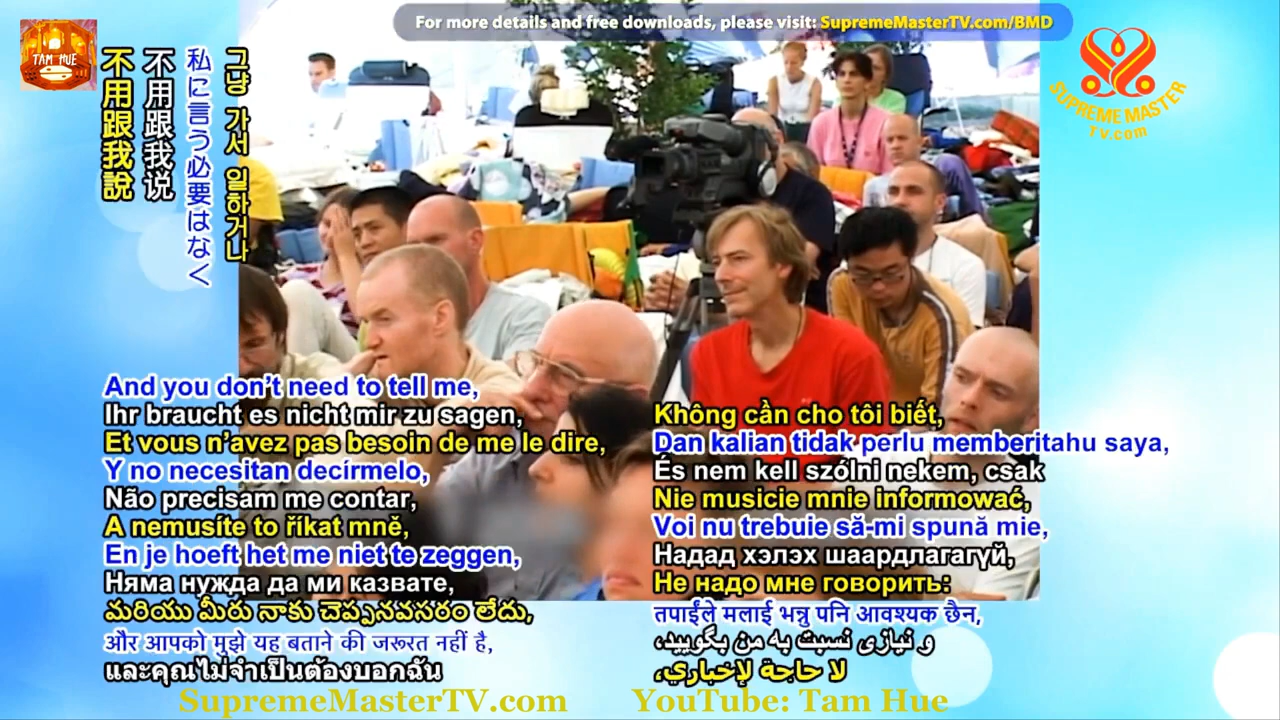 For more details and free downloads, please visit: SupremeMasterTV.com/BMD
TAM HUE
SUPREME MASTER
TV.com
不用跟我說
不用跟我说
私に言う必要はなく
그냥 가서 일하거나
And you don't need to tell me,
Ihr braucht es nicht mir zu sagen,
Et vous n'avez pas besoin de me le dire,
Y no necesitan decírmelo,
Não precisam me contar,
A nemusíte to říkat mně,
En je hoeft het me niet te zeggen,
Няма нужда да ми казвате,
మరియు మీరు నాకు చెప్పనవసరం లేదు,
और आपको मुझे यह बताने की जरूरत नहीं है,
และคุณไม่จำเป็นต้องบอกฉัน
Không cần cho tôi biết,
Dan kalian tidak perlu memberitahu saya,
És nem kell szólni nekem, csak
Nie musicie mnie informować,
Voi nu trebuie să-mi spună mie,
Надад хэлэх шаардлагагүй,
Не надо мне говорить:
तपाईंले मलाई भन्नु पनि आवश्यक छैन,
و نیازی نسبت به من بگویید،
لا حاجة لإخباري،
SupremeMasterTV.com
YouTube: Tam Hue